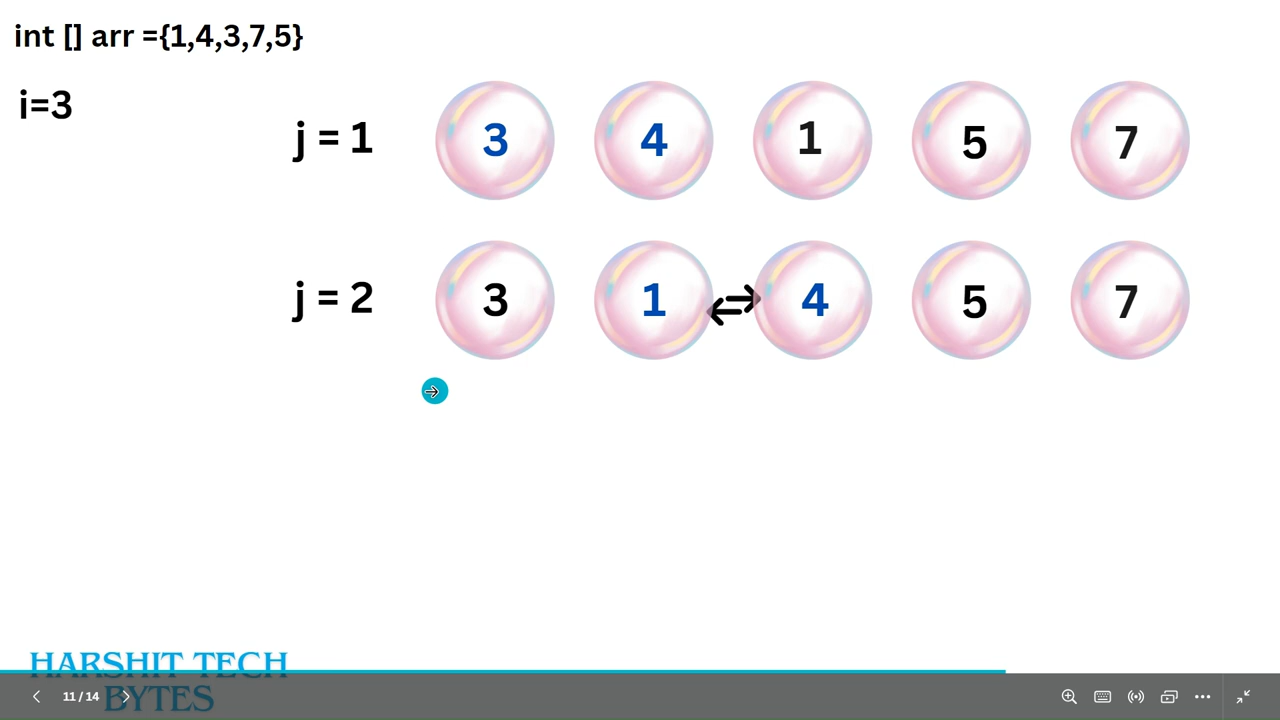 int [] arr ={1,4,3,7,5}
i=3
j = 1 3 4 1 5 7
j = 2 3 1 4 5 7
HARSHIT TECH
BYTES
11 / 14